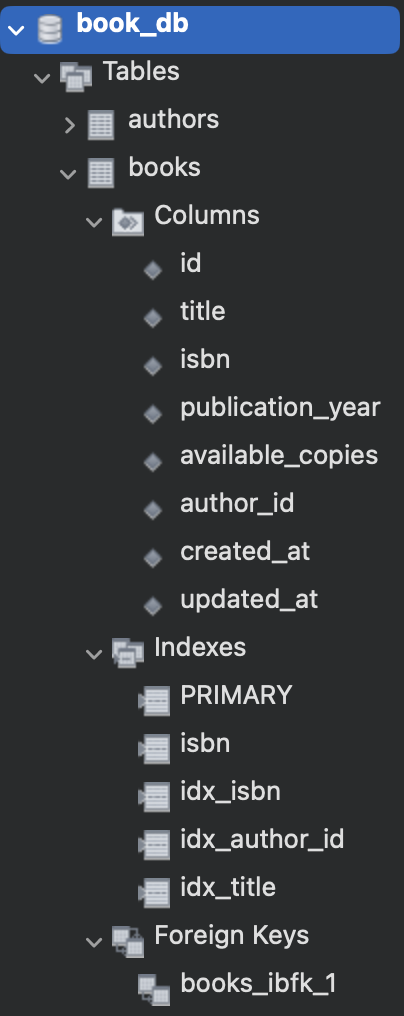 book_db
Tables
authors
books
Columns
id
title
isbn
publication_year
available_copies
author_id
created_at
updated_at
Indexes
PRIMARY
isbn
idx_isbn
idx_author_id
idx_title
Foreign Keys
books_ibfk_1